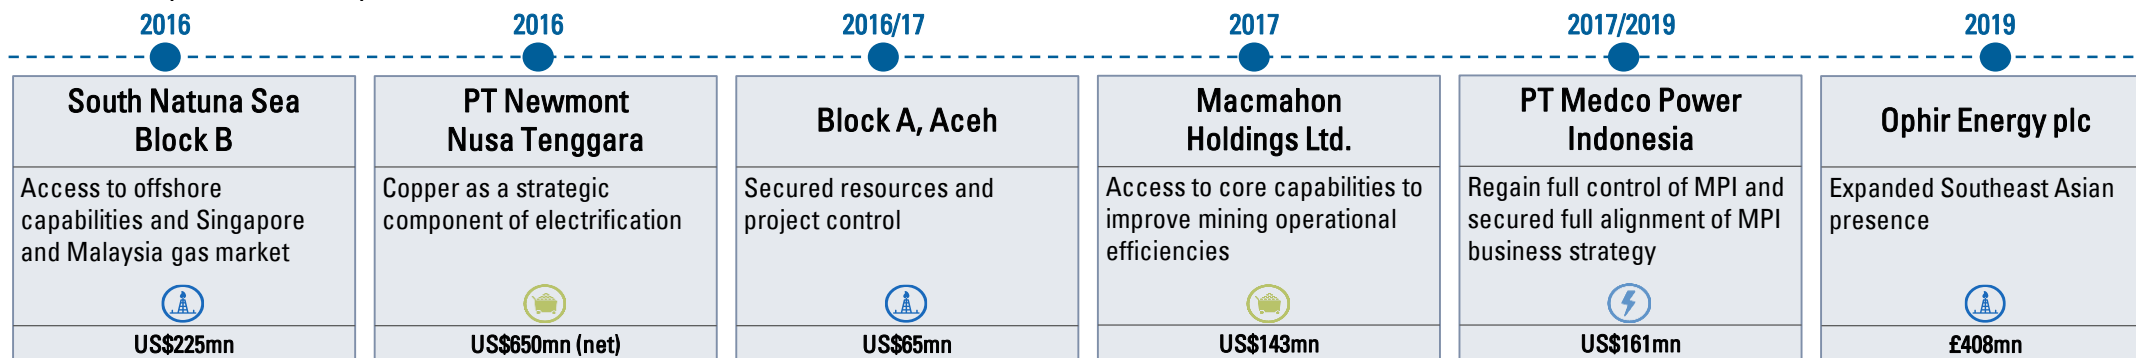 2016
2016
2016/17
2017
2017/2019
2019
South Natuna Sea
Block B
Access to offshore
capabilities and Singapore
and Malaysia gas market
US$225mn
PT Newmont
Nusa Tenggara
Copper as a strategic
component of electrification
US$650mn (net)
Block A, Aceh
Secured resources and
project control
US$65mn
Macmahon
Holdings Ltd.
Access to core capabilities to
improve mining operational
efficiencies
US$143mn
PT Medco Power
Indonesia
Regain full control of MPI and
secured full alignment of MPI
business strategy
US$161mn
Ophir Energy plc
Expanded Southeast Asian
presence
£408mn